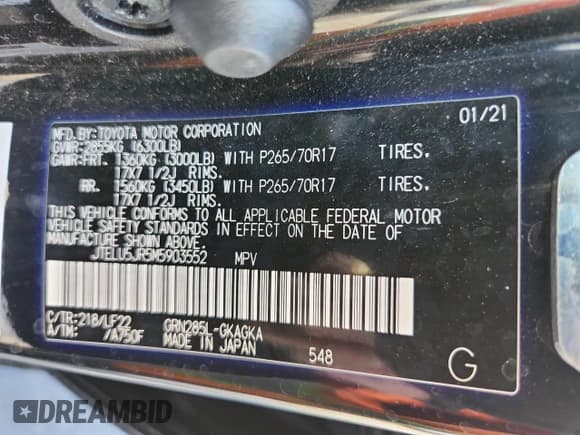 MFD.BY:TOYOTA MOTOR CORPORATION 01/21
GVWR:2855KG (6300LB)
GAWR:FRT. 1360KG (3000LB) WITH P265/70R17 TIRES.
17X7 1/2J RIMS.
RR. 1560KG (3450LB) WITH P265/70R17 TIRES.
17X7 1/2J RIMS.
THIS VEHICLE CONFORMS TO ALL APPLICABLE FEDERAL MOTOR
VEHICLE SAFETY STANDARDS IN EFFECT ON THE DATE OF
MANUFACTURE SHOWN ABOVE.
JTELU5JR5M5903552 MPV
C/TR:218/LF22 GRN285L-GKAGKA
A/TM: /A750F MADE IN JAPAN 548 G
DREAMBID